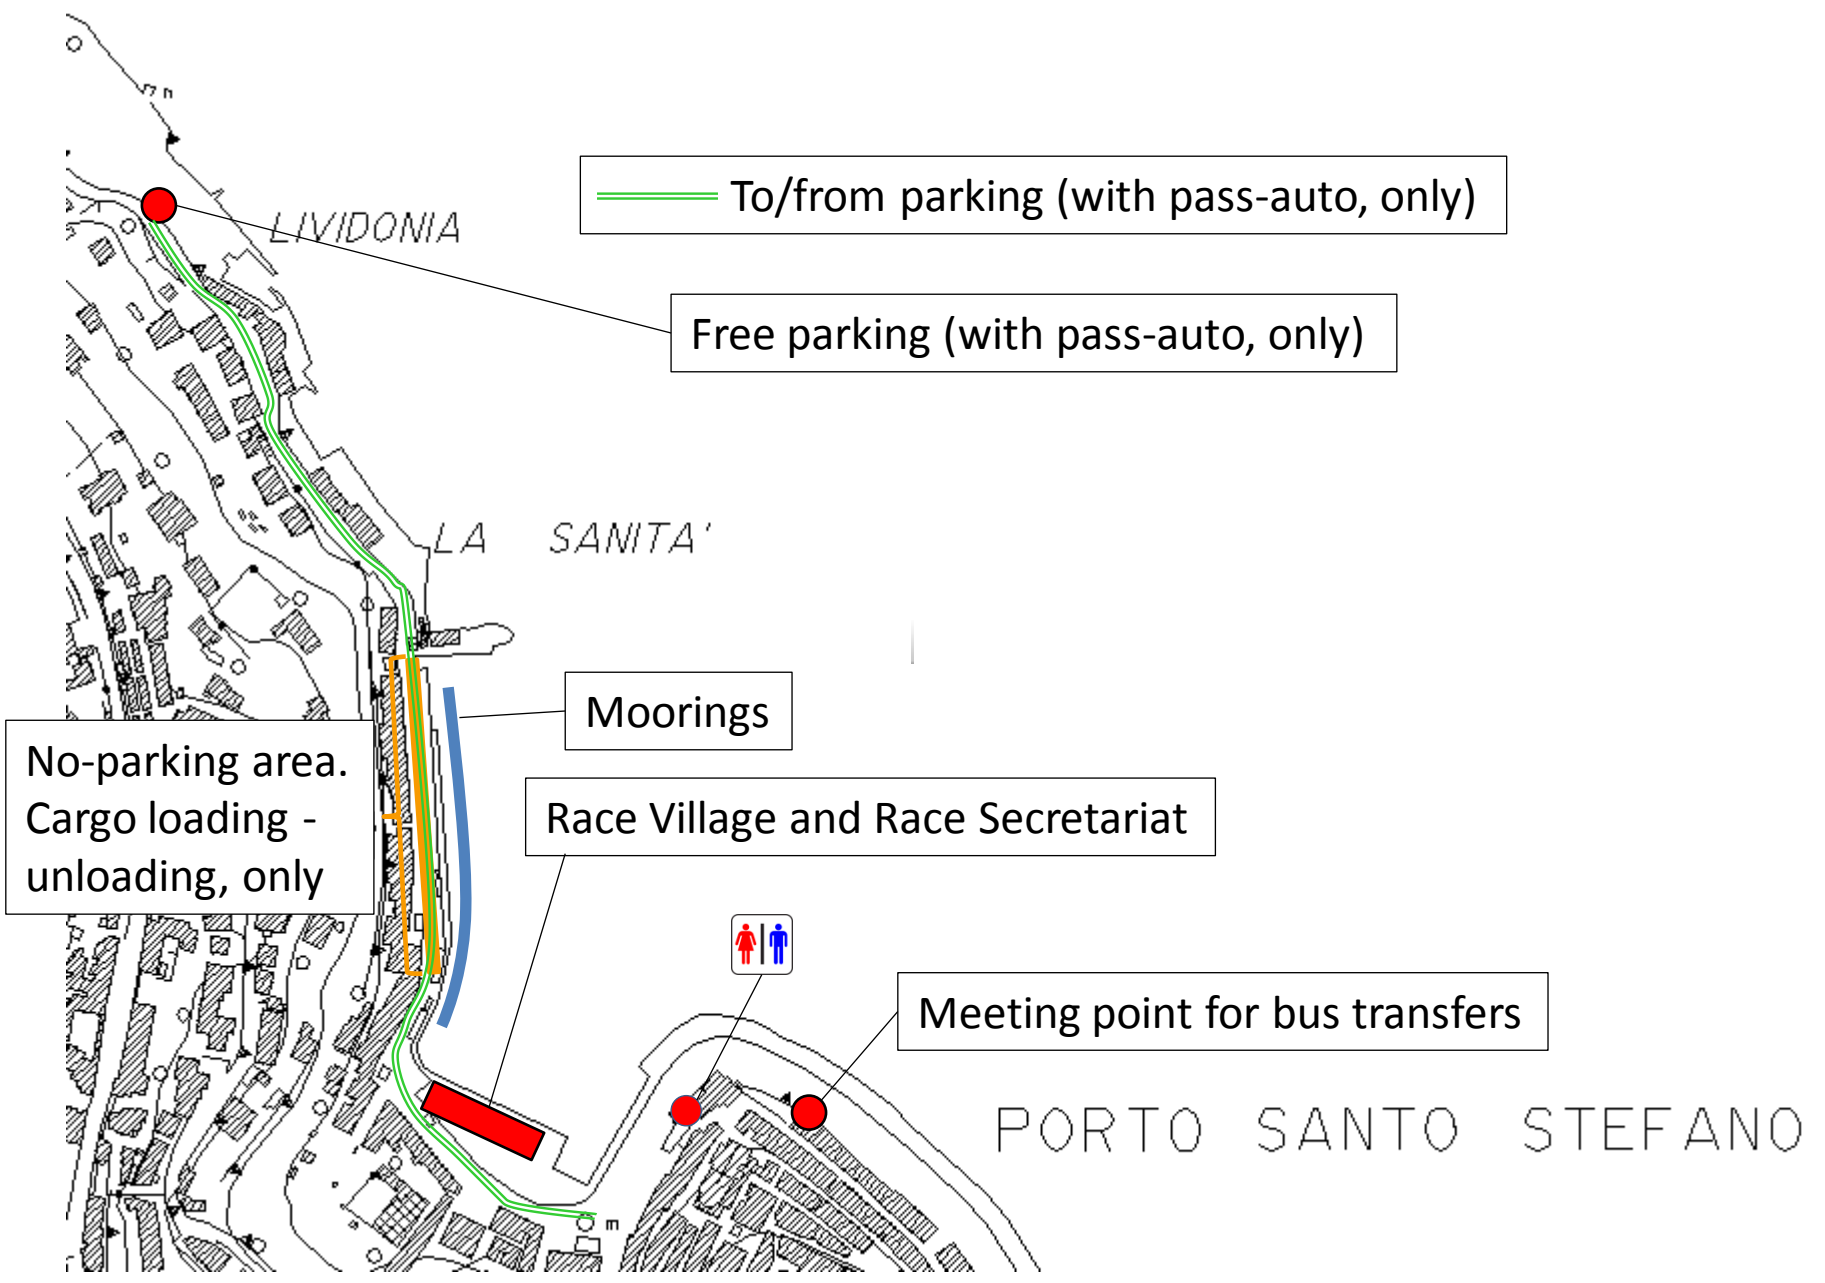 LIVIDONIA
To/from parking (with pass-auto, only)
Free parking (with pass-auto, only)
LA SANITA'
Moorings
No-parking area.
Cargo loading -
unloading, only
Race Village and Race Secretariat
Meeting point for bus transfers
PORTO SANTO STEFANO
m